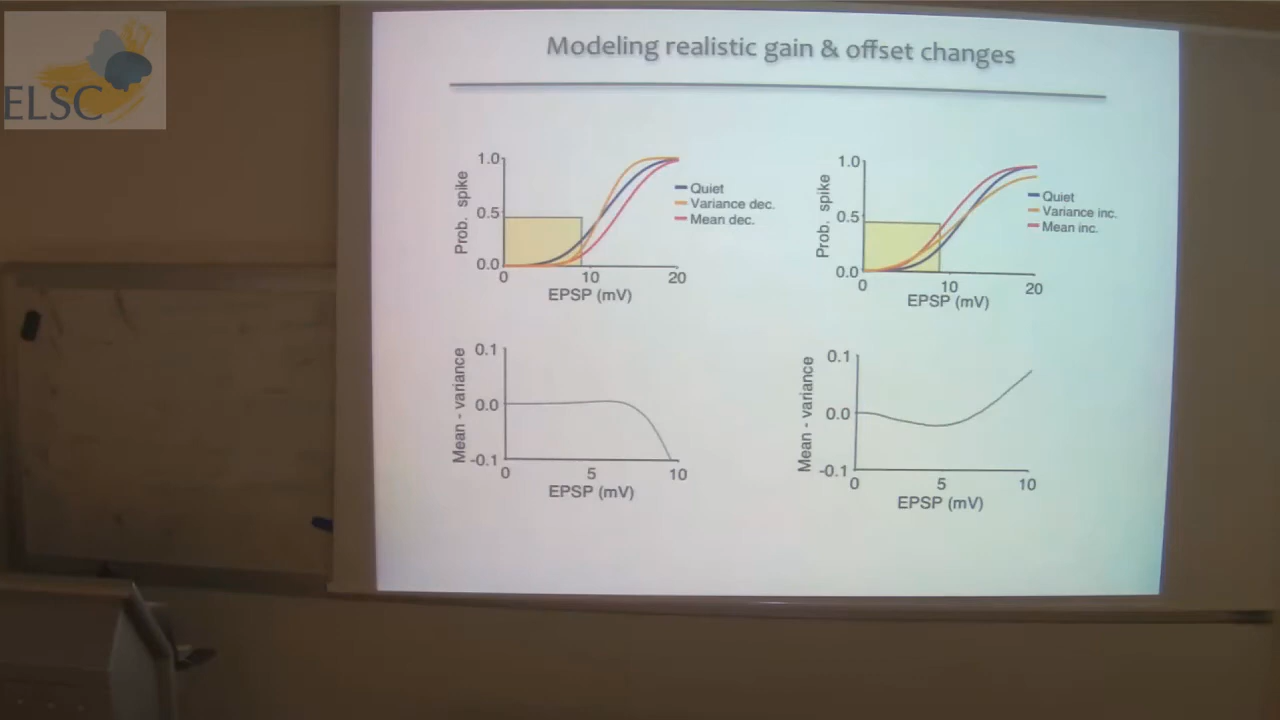 ELSC
Modeling realistic gain & offset changes
Prob. spike
1.0
0.5
0.0
0
10
20
EPSP (mV)
Quiet
Variance dec.
Mean dec.
Prob. spike
1.0
0.5
0.0
0
10
20
EPSP (mV)
Quiet
Variance inc.
Mean inc.
Mean - variance
0.1
0.0
-0.1
0
5
10
EPSP (mV)
Mean - variance
0.1
0.0
-0.1
0
5
10
EPSP (mV)